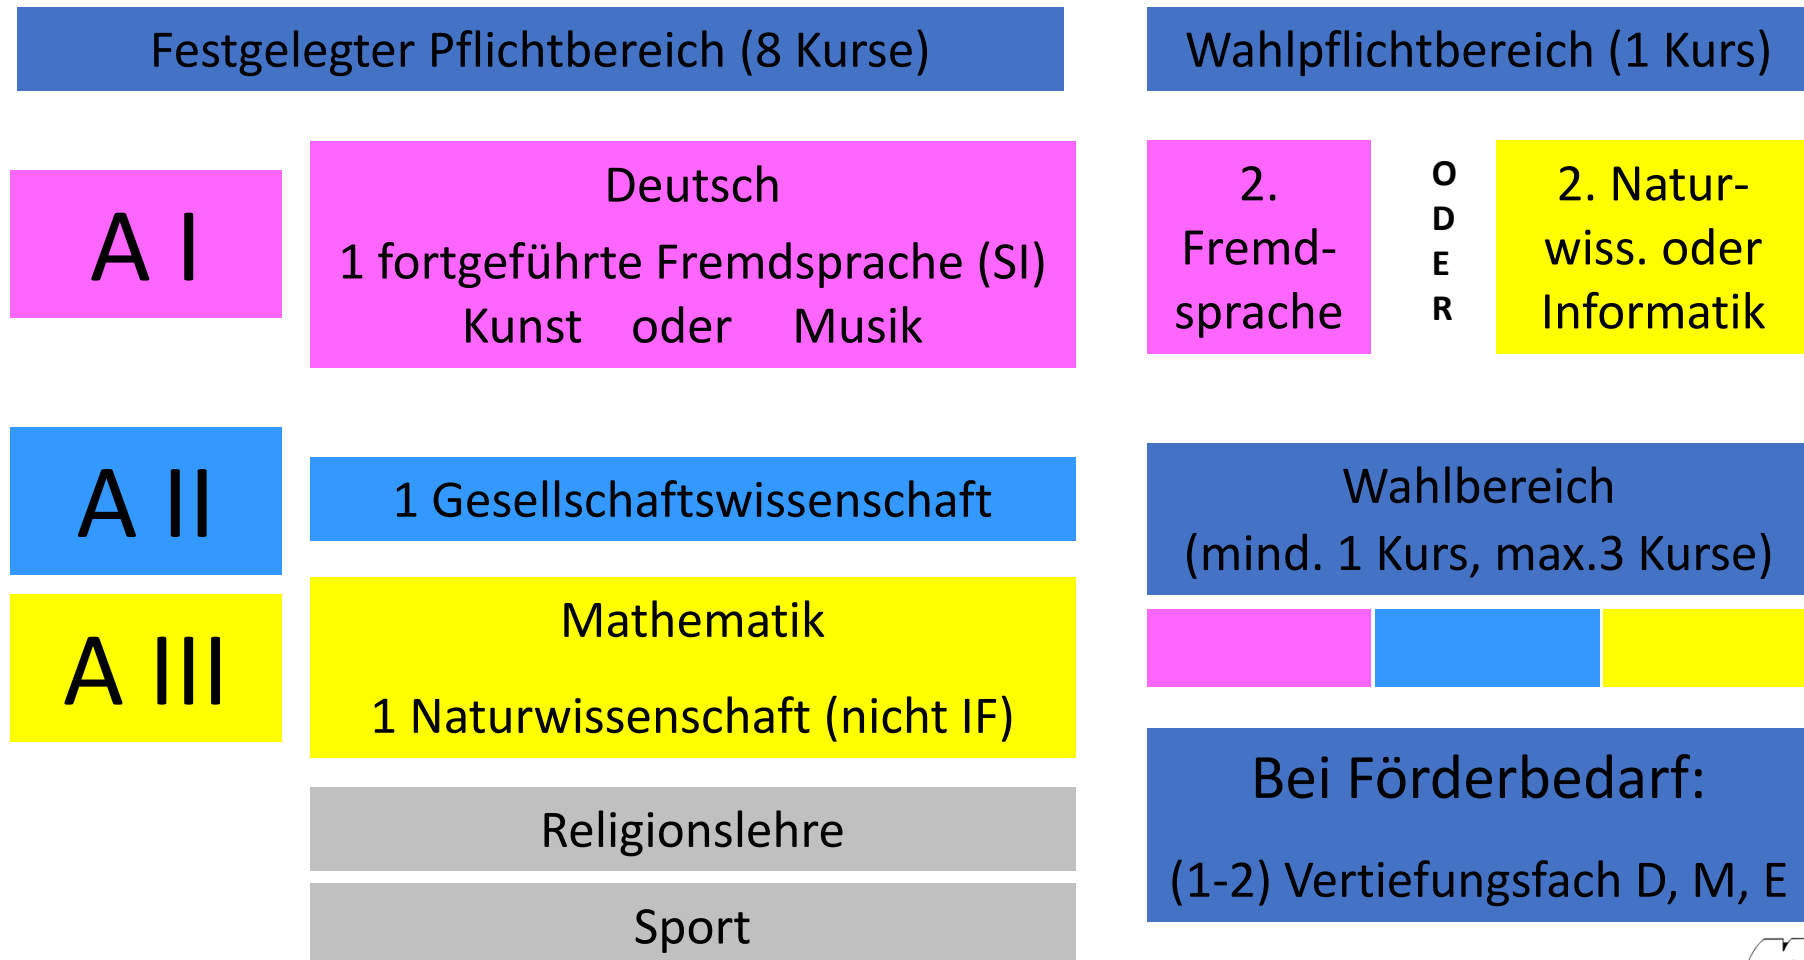 Festgelegter Pflichtbereich (8 Kurse)
A I
Deutsch
1 fortgeführte Fremdsprache (SI)
Kunst oder Musik
A II
1 Gesellschaftswissenschaft
A III
Mathematik
1 Naturwissenschaft (nicht IF)
Religionslehre
Sport
Wahlpflichtbereich (1 Kurs)
2.
Fremd-
sprache
O
D
E
R
2. Natur-
wiss. oder
Informatik
Wahlbereich
(mind. 1 Kurs, max.3 Kurse)
Bei Förderbedarf:
(1-2) Vertiefungsfach D, M, E